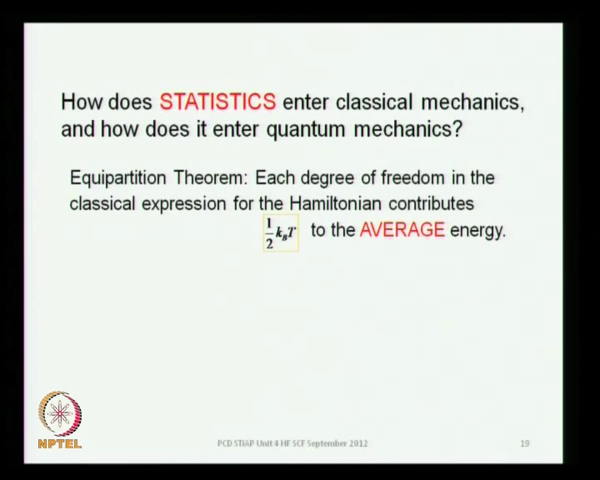 How does STATISTICS enter classical mechanics,
and how does it enter quantum mechanics?
Equipartition Theorem: Each degree of freedom in the
classical expression for the Hamiltonian contributes
1/2 k_B T to the AVERAGE energy.
NPTEL
PCD STiAP Unit 4 HF SCF September 2012
19